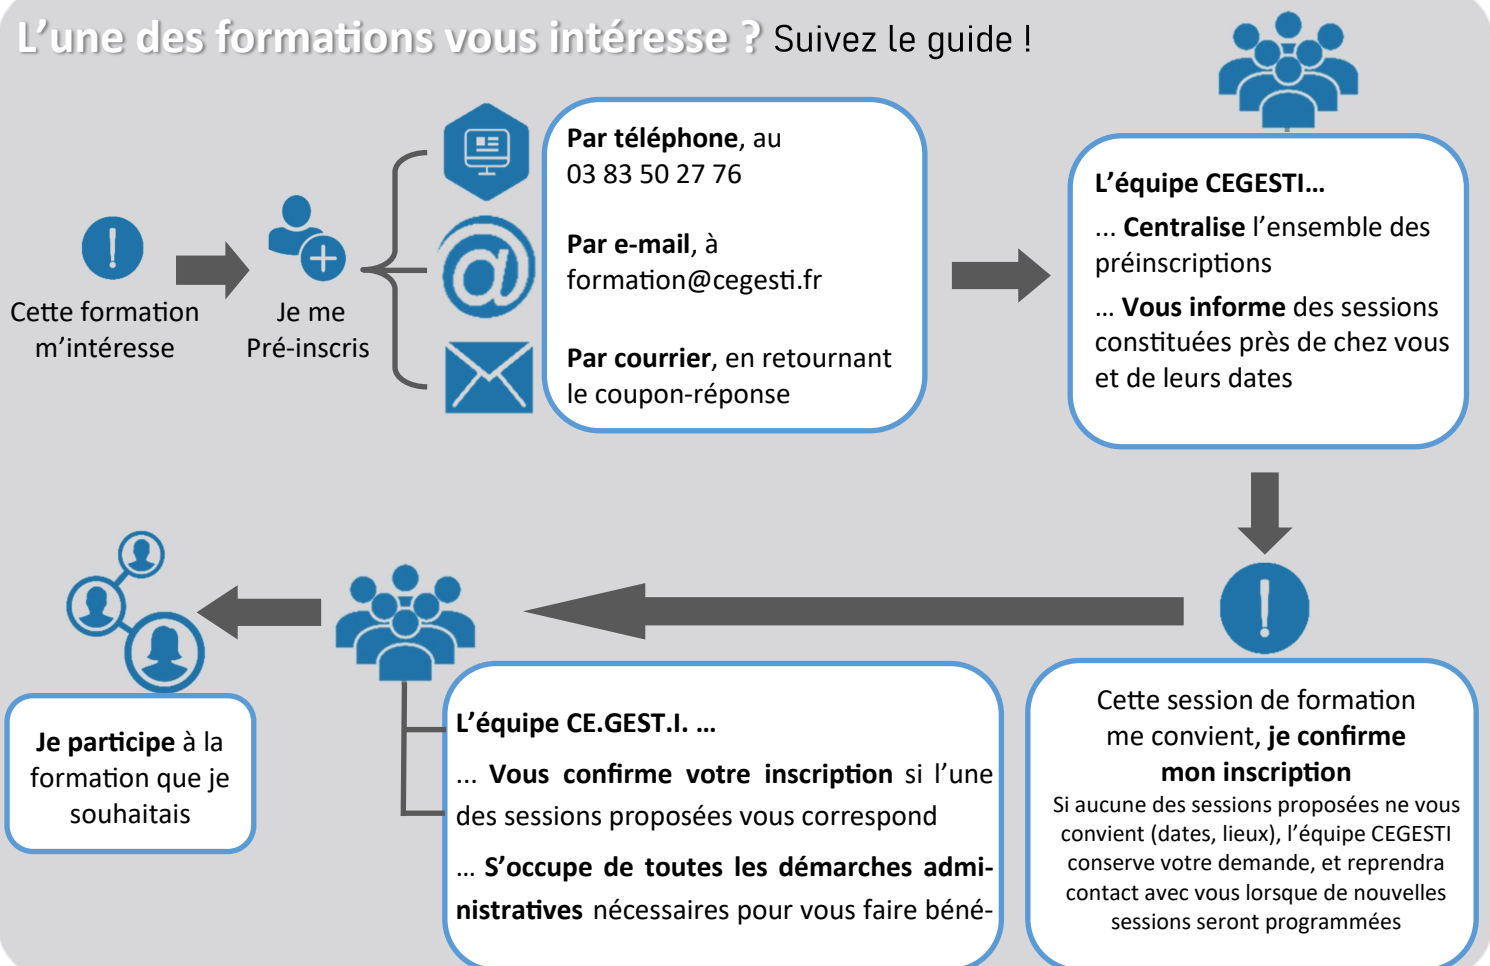 L'une des formations vous intéresse ? Suivez le guide !
Cette formation
m'intéresse
Je me
Pré-inscris
Par téléphone, au
03 83 50 27 76
Par e-mail, à
formation@cegesti.fr
Par courrier, en retournant
le coupon-réponse
L'équipe CEGESTI...
... Centralise l'ensemble des
préinscriptions
... Vous informe des sessions
constituées près de chez vous
et de leurs dates
Cette session de formation
me convient, je confirme
mon inscription
Si aucune des sessions proposées ne vous
convient (dates, lieux), l'équipe CEGESTI
conserve votre demande, et reprendra
contact avec vous lorsque de nouvelles
sessions seront programmées
L'équipe CE.GEST.I. ...
... Vous confirme votre inscription si l'une
des sessions proposées vous correspond
... S'occupe de toutes les démarches admi-
nistratives nécessaires pour vous faire béné-
Je participe à la
formation que je
souhaitais